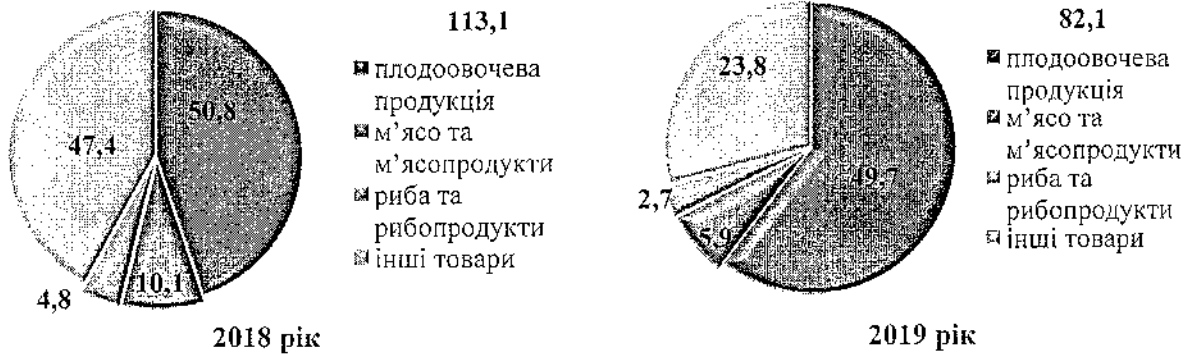 113,1
50,8
47,4
4,8
10,1
плодоовочева
продукція
м’ясо та
м’ясопродукти
риба та
рибопродукти
інші товари
2018 рік
82,1
23,8
49,7
2,7
5,9
плодоовочева
продукція
м’ясо та
м’ясопродукти
риба та
рибопродукти
інші товари
2019 рік